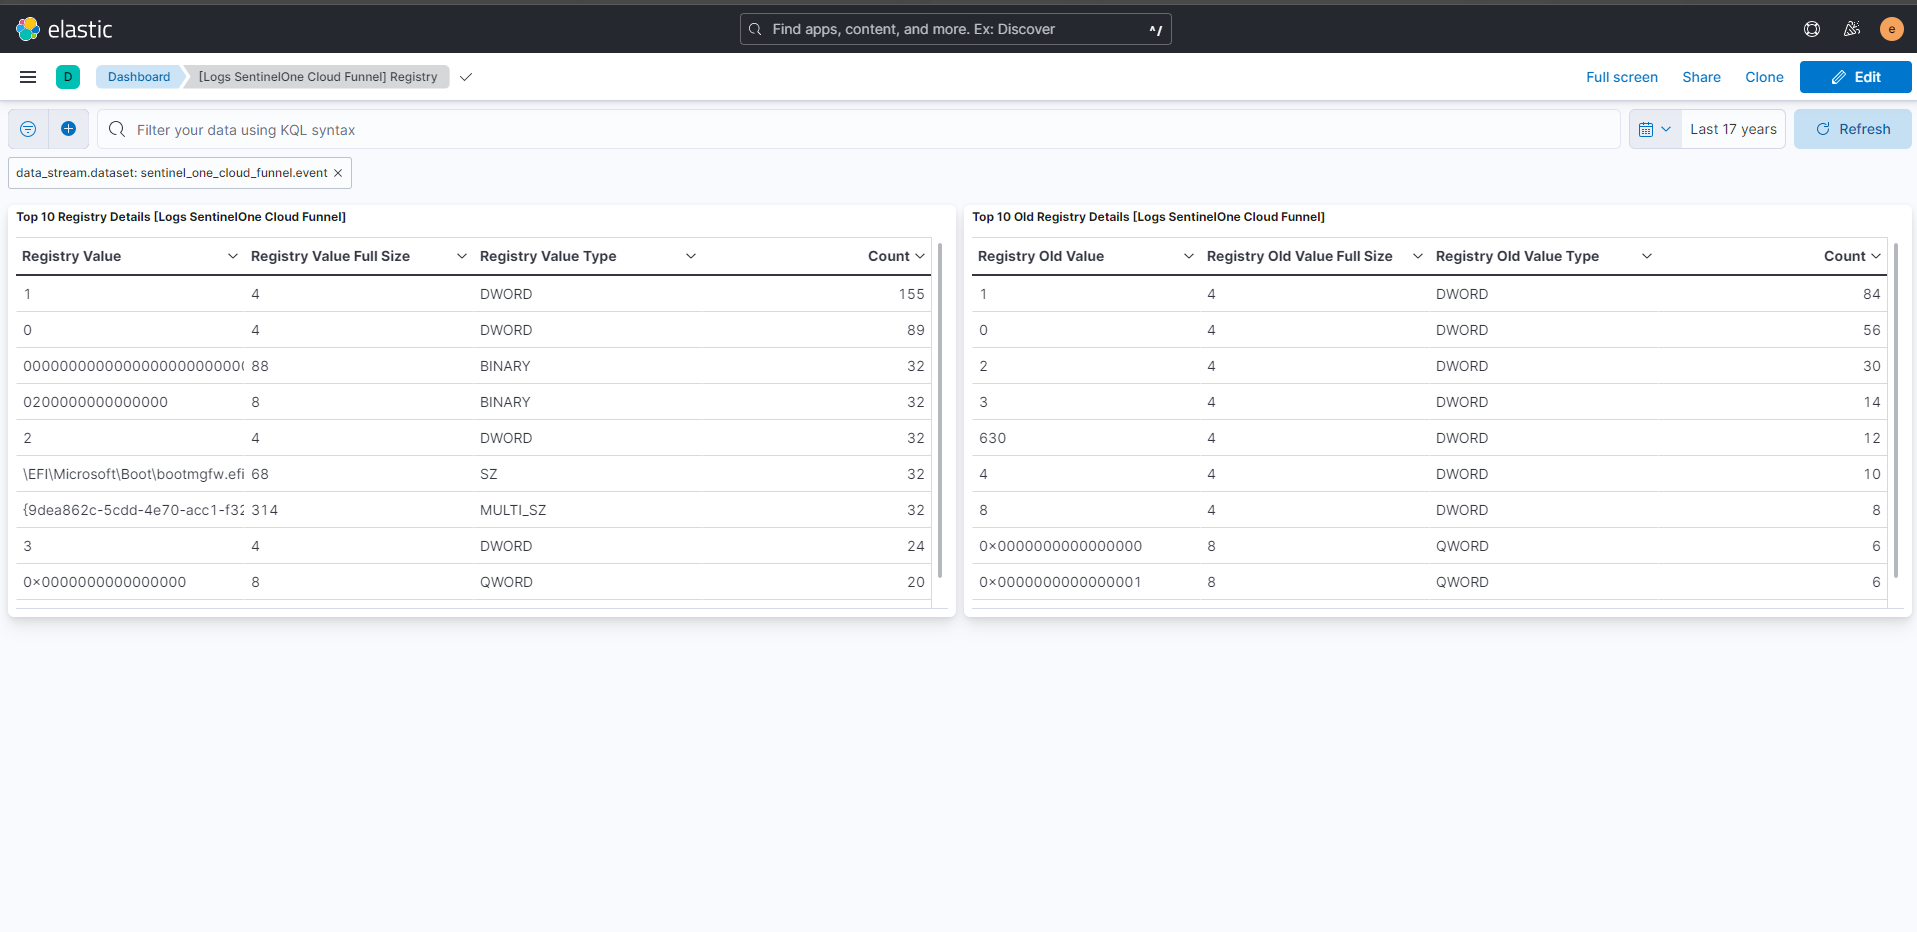 elastic
Find apps, content, and more. Ex: Discover
^/
e
D
Dashboard
[Logs SentinelOne Cloud Funnel] Registry
Full screen
Share
Clone
Edit
Filter your data using KQL syntax
Last 17 years
Refresh
data_stream.dataset: sentinel_one_cloud_funnel.event ×
Top 10 Registry Details [Logs SentinelOne Cloud Funnel]
Registry Value Registry Value Full Size Registry Value Type Count
1 4 DWORD 155
0 4 DWORD 89
000000000000000000000000 88 BINARY 32
0200000000000000 8 BINARY 32
2 4 DWORD 32
\EFI\Microsoft\Boot\bootmgfw.efi 68 SZ 32
{9dea862c-5cdd-4e70-acc1-f32 314 MULTI_SZ 32
3 4 DWORD 24
0x0000000000000000 8 QWORD 20
Top 10 Old Registry Details [Logs SentinelOne Cloud Funnel]
Registry Old Value Registry Old Value Full Size Registry Old Value Type Count
1 4 DWORD 84
0 4 DWORD 56
2 4 DWORD 30
3 4 DWORD 14
630 4 DWORD 12
4 4 DWORD 10
8 4 DWORD 8
0x0000000000000000 8 QWORD 6
0x0000000000000001 8 QWORD 6